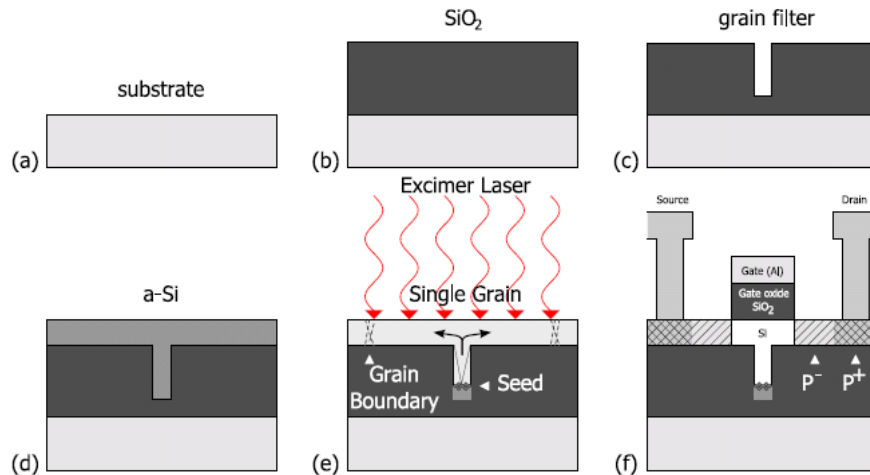 substrate
(a)
SiO₂
(b)
grain filter
(c)
a-Si
(d)
Excimer Laser
Single Grain
Grain
Boundary
Seed
(e)
Source
Drain
Gate (Al)
Gate oxide
SiO₂
Si
P⁻
P⁺
(f)